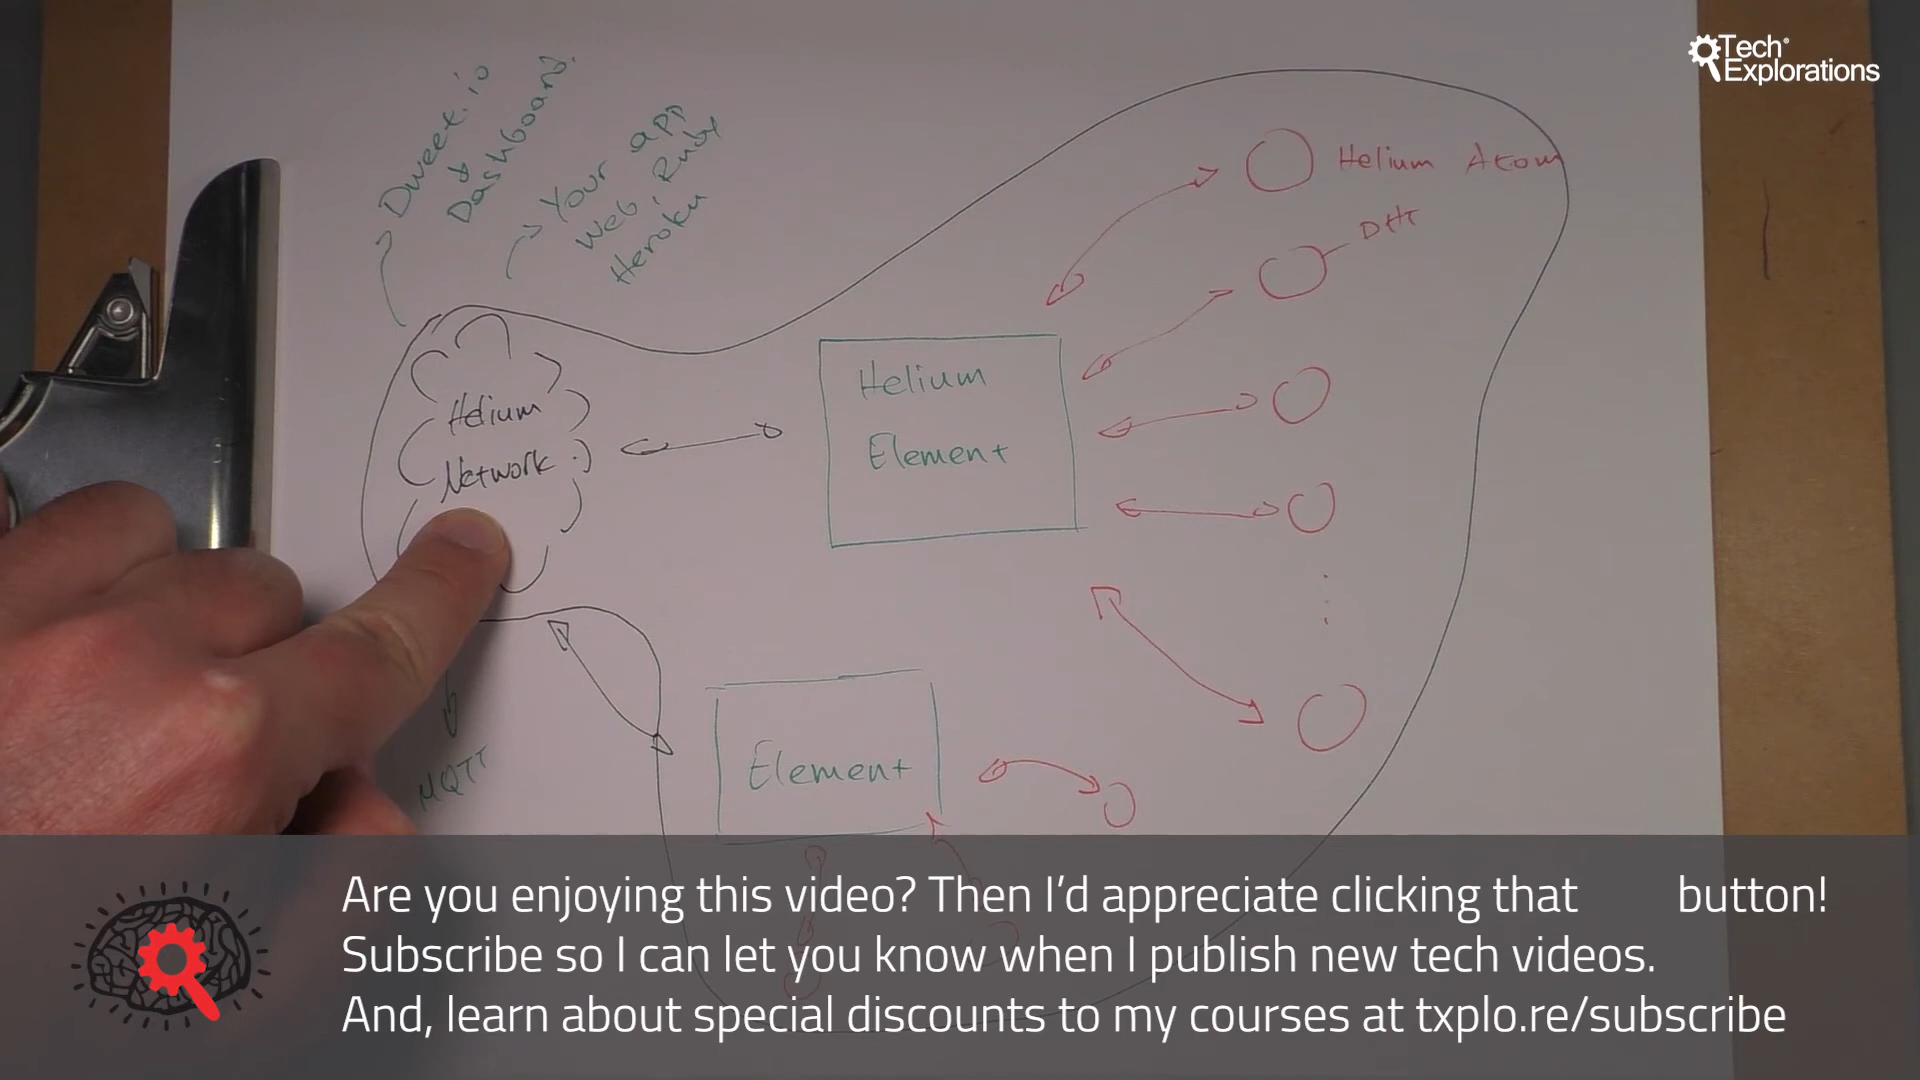 Tech
Explorations
Dweet.io
&
Dashboard.
Your app
Web, Ruby
Heroku
Helium Atom
DHT
Helium
Network
Helium
Element
Element
MQTT
Are you enjoying this video? Then I'd appreciate clicking that button!
Subscribe so I can let you know when I publish new tech videos.
And, learn about special discounts to my courses at txplo.re/subscribe